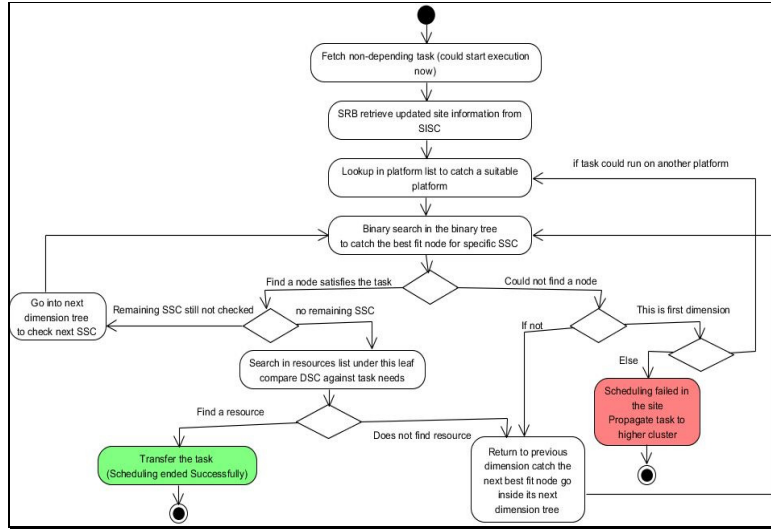 Fetch non-depending task (could start execution
now)
SRB retrieve updated site information from
SISC
Lookup in platform list to catch a suitable
platform
if task could run on another platform
Binary search in the binary tree
to catch the best fit node for specific SSC
Find a node satisfies the task
Could not find a node
Go into next
dimension tree
to check next SSC
Remaining SSC still not checked
no remaining SSC
If not
This is first dimension
Search in resources list under this leaf
compare DSC against task needs
Else
Scheduling failed in
the site
Propagate task to
higher cluster
Find a resource
Does not find resource
Transfer the task
(Scheduling ended Successfully)
Return to previous
dimension catch the
next best fit node go
inside its next
dimension tree